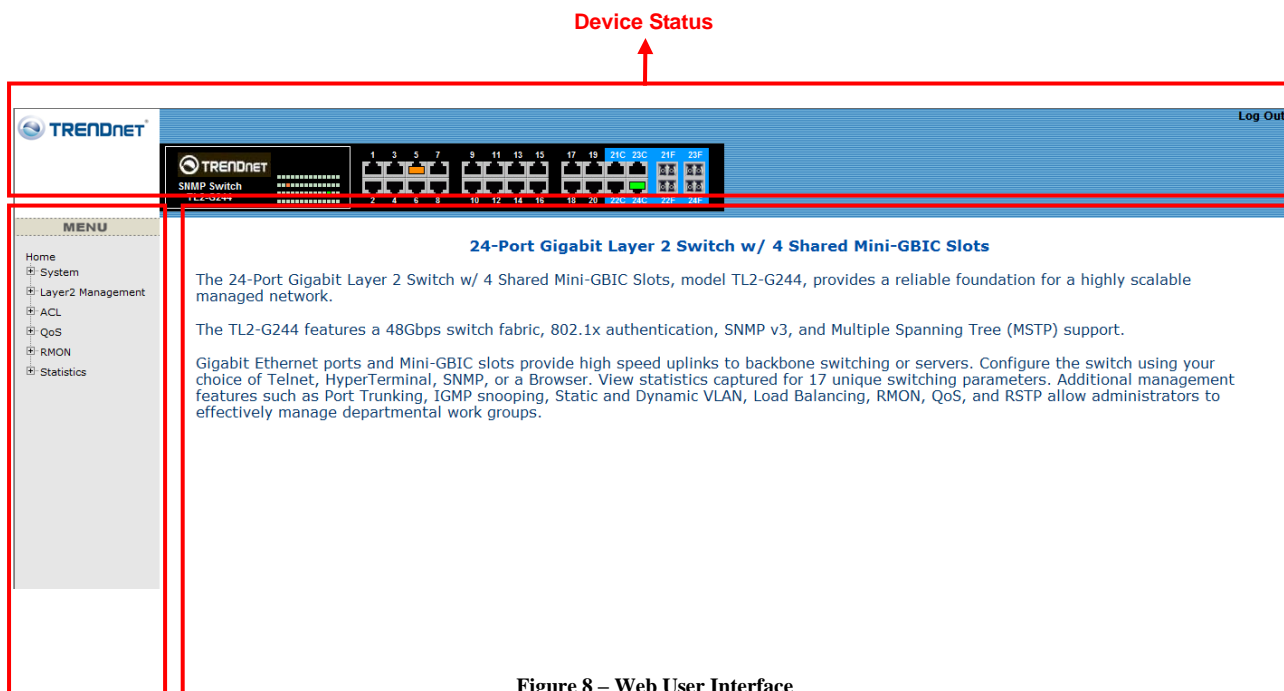 Device Status
TRENDNET
Log Out
TRENDNET
SNMP Switch
TL2-G244
1 3 5 7 9 11 13 15 17 19 21C 23C 21F 23F
2 4 6 8 10 12 14 16 18 20 22C 24C 22F 24F
MENU
Home
System
Layer2 Management
ACL
QoS
RMON
Statistics
24-Port Gigabit Layer 2 Switch w/ 4 Shared Mini-GBIC Slots
The 24-Port Gigabit Layer 2 Switch w/ 4 Shared Mini-GBIC Slots, model TL2-G244, provides a reliable foundation for a highly scalable
managed network.
The TL2-G244 features a 48Gbps switch fabric, 802.1x authentication, SNMP v3, and Multiple Spanning Tree (MSTP) support.
Gigabit Ethernet ports and Mini-GBIC slots provide high speed uplinks to backbone switching or servers. Configure the switch using your
choice of Telnet, HyperTerminal, SNMP, or a Browser. View statistics captured for 17 unique switching parameters. Additional management
features such as Port Trunking, IGMP snooping, Static and Dynamic VLAN, Load Balancing, RMON, QoS, and RSTP allow administrators to
effectively manage departmental work groups.
Figure 8 – Web User Interface